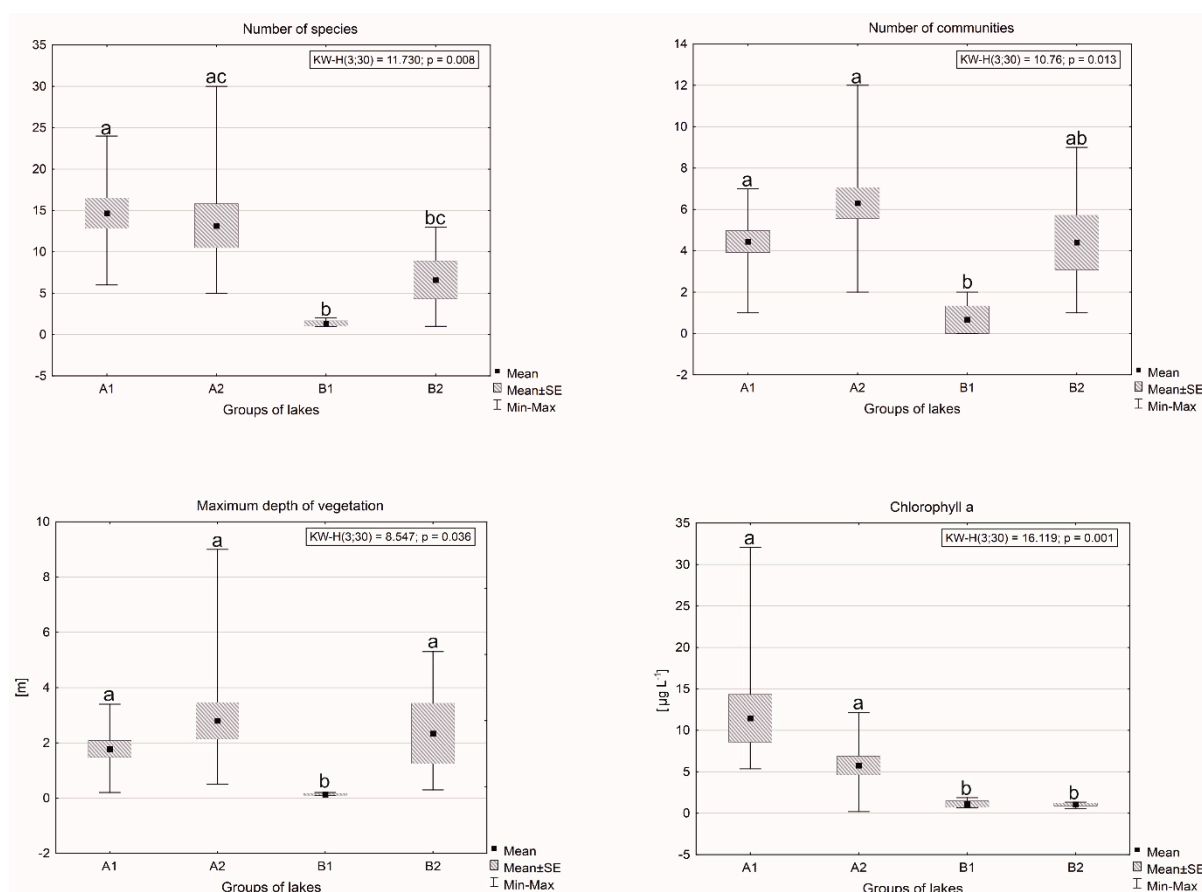 Number of species
KW-H(3;30) = 11.730; p = 0.008
35
30
25
20
15
10
5
0
-5
a
ac
b
bc
A1 A2 B1 B2
Groups of lakes
Mean
Mean±SE
Min-Max
Number of communities
KW-H(3;30) = 10.76; p = 0.013
14
12
10
8
6
4
2
0
-2
a
a
b
ab
A1 A2 B1 B2
Groups of lakes
Mean
Mean±SE
Min-Max
Maximum depth of vegetation
KW-H(3;30) = 8.547; p = 0.036
[m]
10
8
6
4
2
0
-2
a
a
b
a
A1 A2 B1 B2
Groups of lakes
Mean
Mean±SE
Min-Max
Chlorophyll a
KW-H(3;30) = 16.119; p = 0.001
[ µg L⁻¹]
35
30
25
20
15
10
5
0
-5
a
a
b
b
A1 A2 B1 B2
Groups of lakes
Mean
Mean±SE
Min-Max